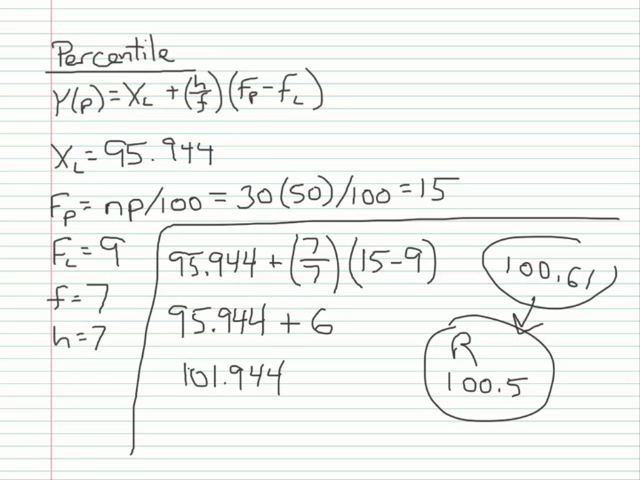 Percentile
Y(p) = X_L + (h/f) (F_p - f_L)
X_L = 95.944
F_p = np/100 = 30(50)/100 = 15
F_L = 9
f = 7
h = 7
95.944 + (7/7) (15-9)
95.944 + 6
101.944
100.61
R
100.5